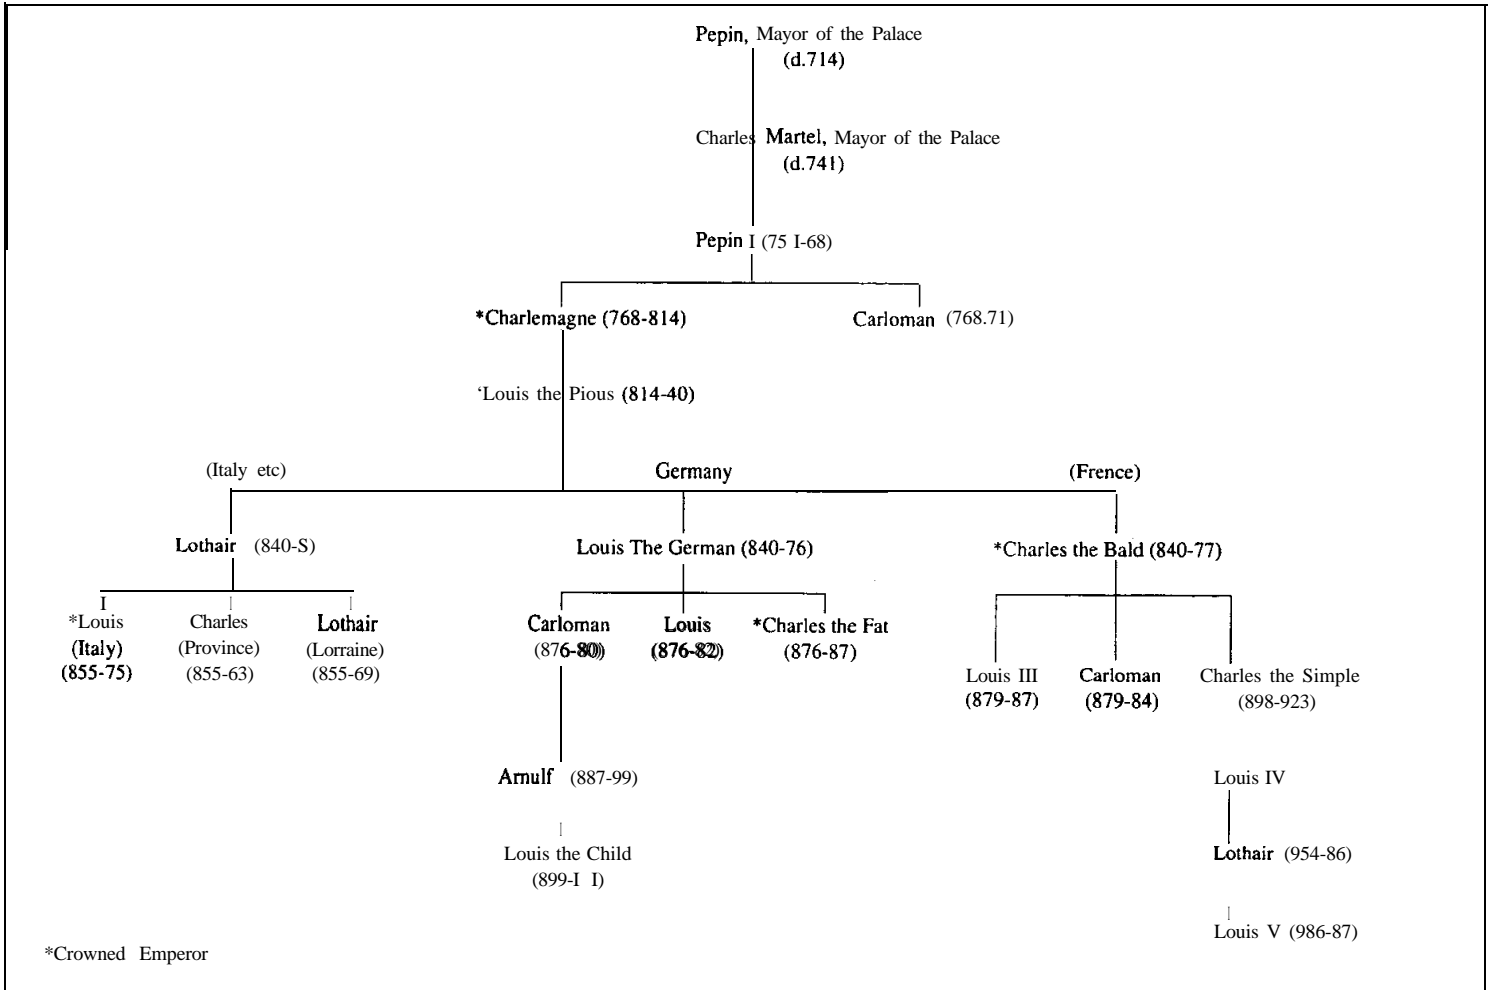 Pepin, Mayor of the Palace
(d.714)
Charles Martel, Mayor of the Palace
(d.741)
Pepin I (75 I-68)
*Charlemagne (768-814)
Carloman (768.71)
‘Louis the Pious (814-40)
(Italy etc)
Germany
(Frence)
Lothair (840-S)
Louis The German (840-76)
*Charles the Bald (840-77)
*Louis
(Italy)
(855-75)
Charles
(Province)
(855-63)
Lothair
(Lorraine)
(855-69)
Carloman
(876-80)
Louis
(876-82)
*Charles the Fat
(876-87)
Louis III
(879-87)
Carloman
(879-84)
Charles the Simple
(898-923)
Arnulf (887-99)
Louis IV
Louis the Child
(899-I I)
Lothair (954-86)
Louis V (986-87)
*Crowned Emperor